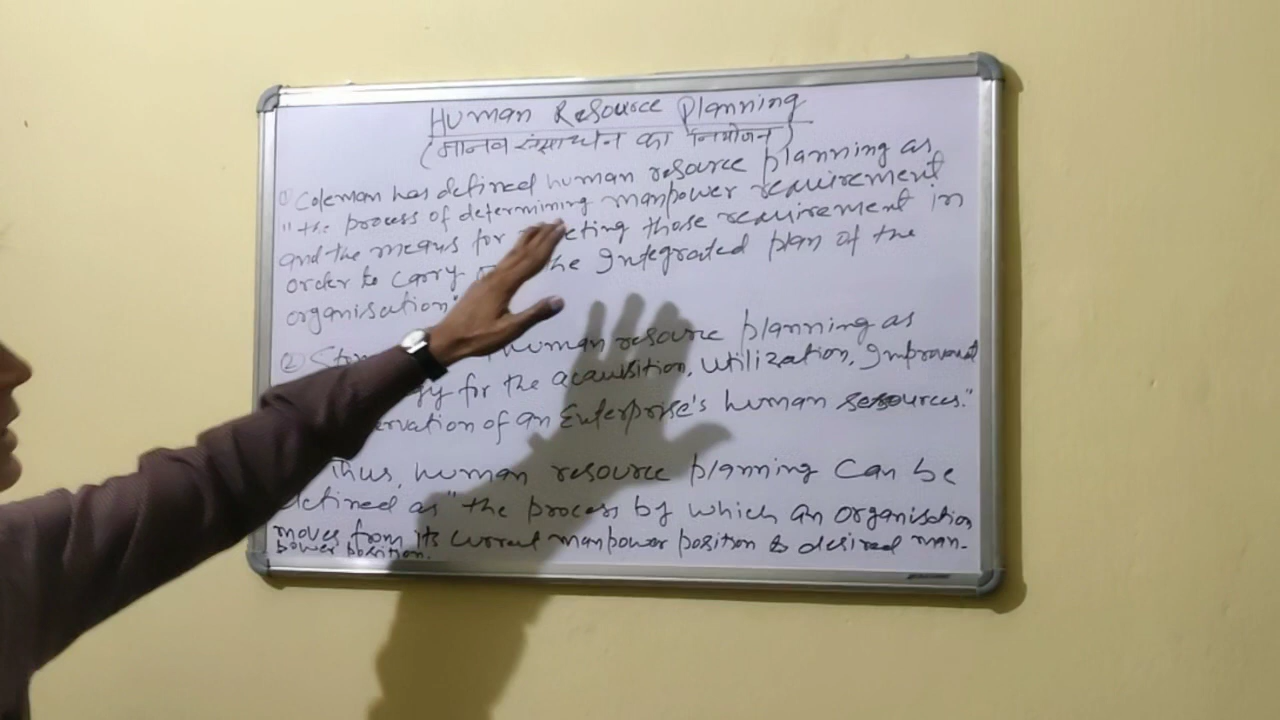 Human Resource Planning
(मानव संसाधन का नियोजन)
① Coleman has defined human resource planning as
"the process of determining manpower requirement
and the means for eting those requirement in
order to carry the Integrated plan of the
organisation"
② human resource planning as
gy for the acquisition, utilization, Improvement
ervation of an Enterprise's human resources."
Thus, human resource planning can be
defined as "the process by which an organisation
moves from its current manpower position to desired man-
power position.